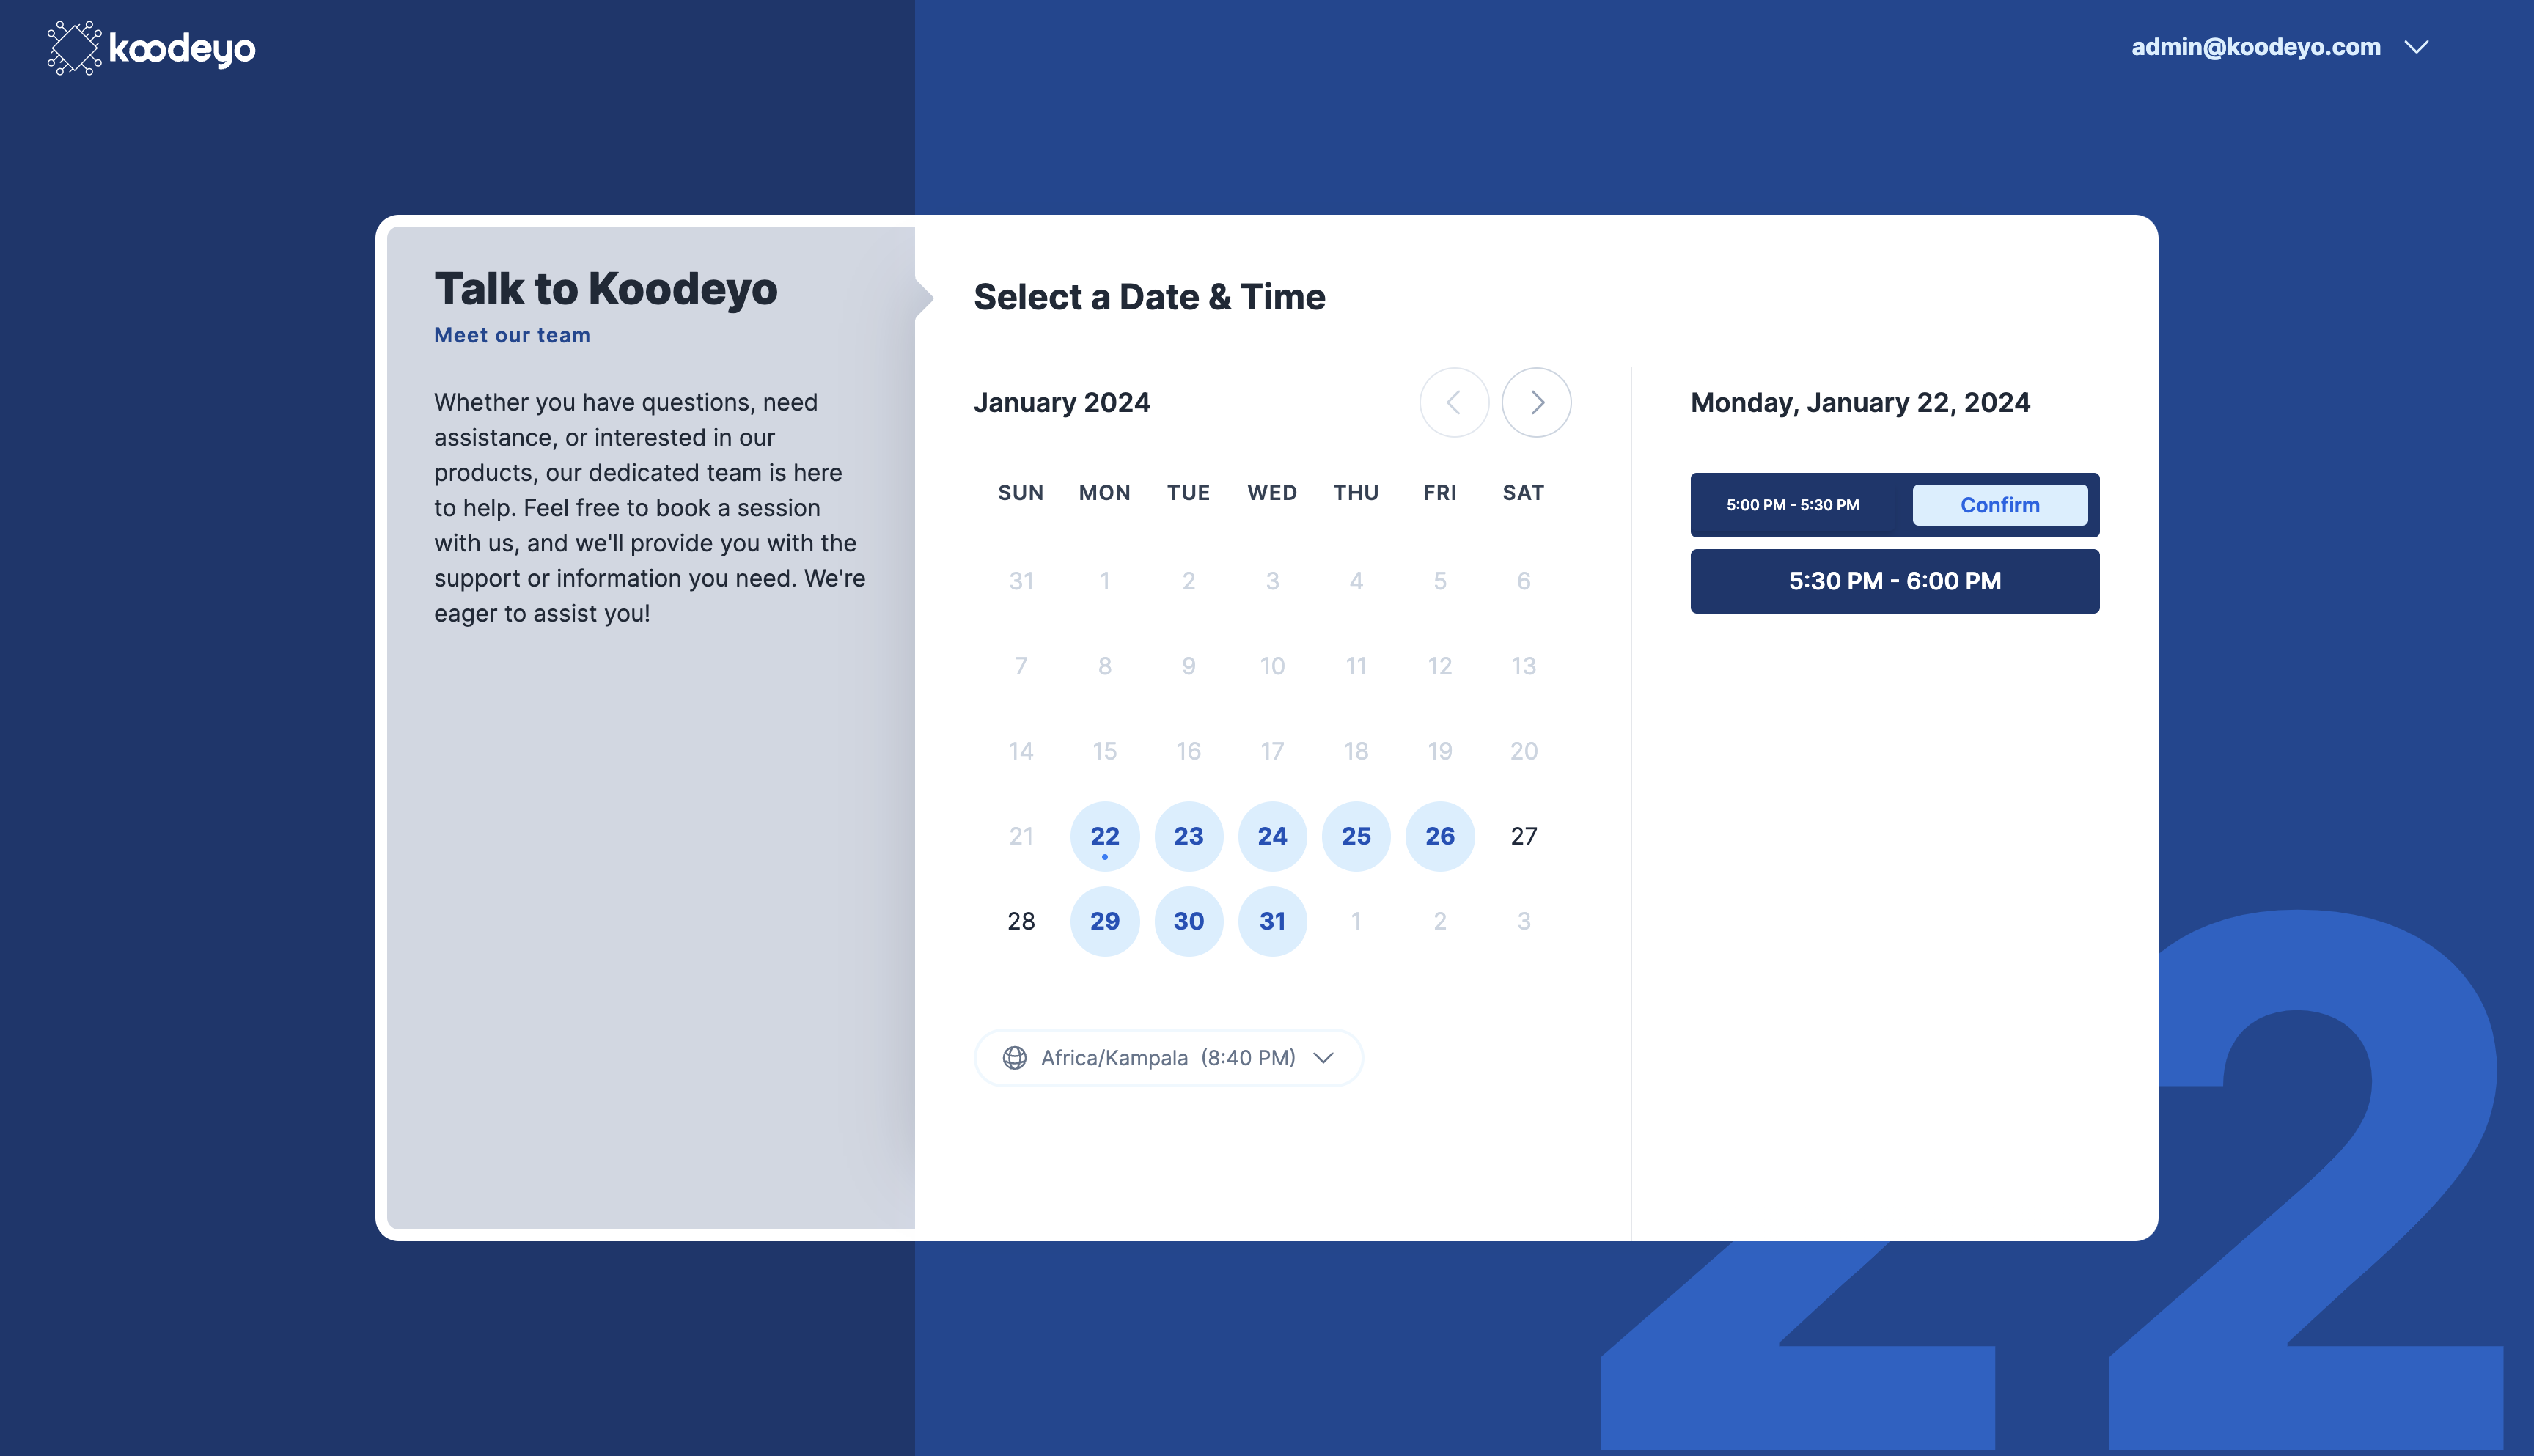 koodeyo
admin@koodeyo.com
Talk to Koodeyo
Meet our team
Whether you have questions, need
assistance, or interested in our
products, our dedicated team is here
to help. Feel free to book a session
with us, and we'll provide you with the
support or information you need. We're
eager to assist you!
Select a Date & Time
January 2024
SUN MON TUE WED THU FRI SAT
31 1 2 3 4 5 6
7 8 9 10 11 12 13
14 15 16 17 18 19 20
21 22 23 24 25 26 27
28 29 30 31 1 2 3
Africa/Kampala (8:40 PM)
Monday, January 22, 2024
5:00 PM - 5:30 PM Confirm
5:30 PM - 6:00 PM
22